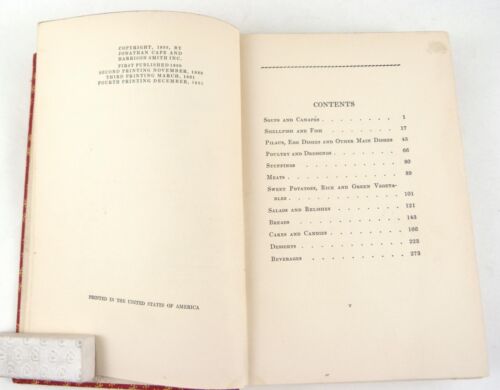 COPYRIGHT, 1930, BY
JONATHAN CAPE AND
HARRISON SMITH INC.
FIRST PUBLISHED 1930
SECOND PRINTING NOVEMBER, 1930
THIRD PRINTING MARCH, 1931
FOURTH PRINTING DECEMBER, 1931
PRINTED IN THE UNITED STATES OF AMERICA
CONTENTS
Soups and Canapés . . . . . . . . 1
Shellfish and Fish . . . . . . . . 17
Pilaus, Egg Dishes and Other Main Dishes 45
Poultry and Dressings . . . . . . 66
Stuffings . . . . . . . . . 80
Meats . . . . . . . . . . 89
Sweet Potatoes, Rice and Green Vegeta-
bles . . . . . . . . . . 101
Salads and Relishes . . . . . . . 121
Breads . . . . . . . . . . 143
Cakes and Candies . . . . . . . 166
Desserts . . . . . . . . . 223
Beverages . . . . . . . . . 273
v